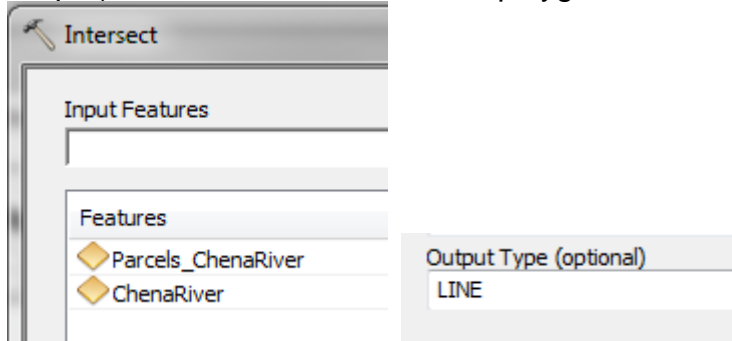 Intersect
Input Features
Features
Parcels_ChenaRiver
ChenaRiver
Output Type (optional)
LINE